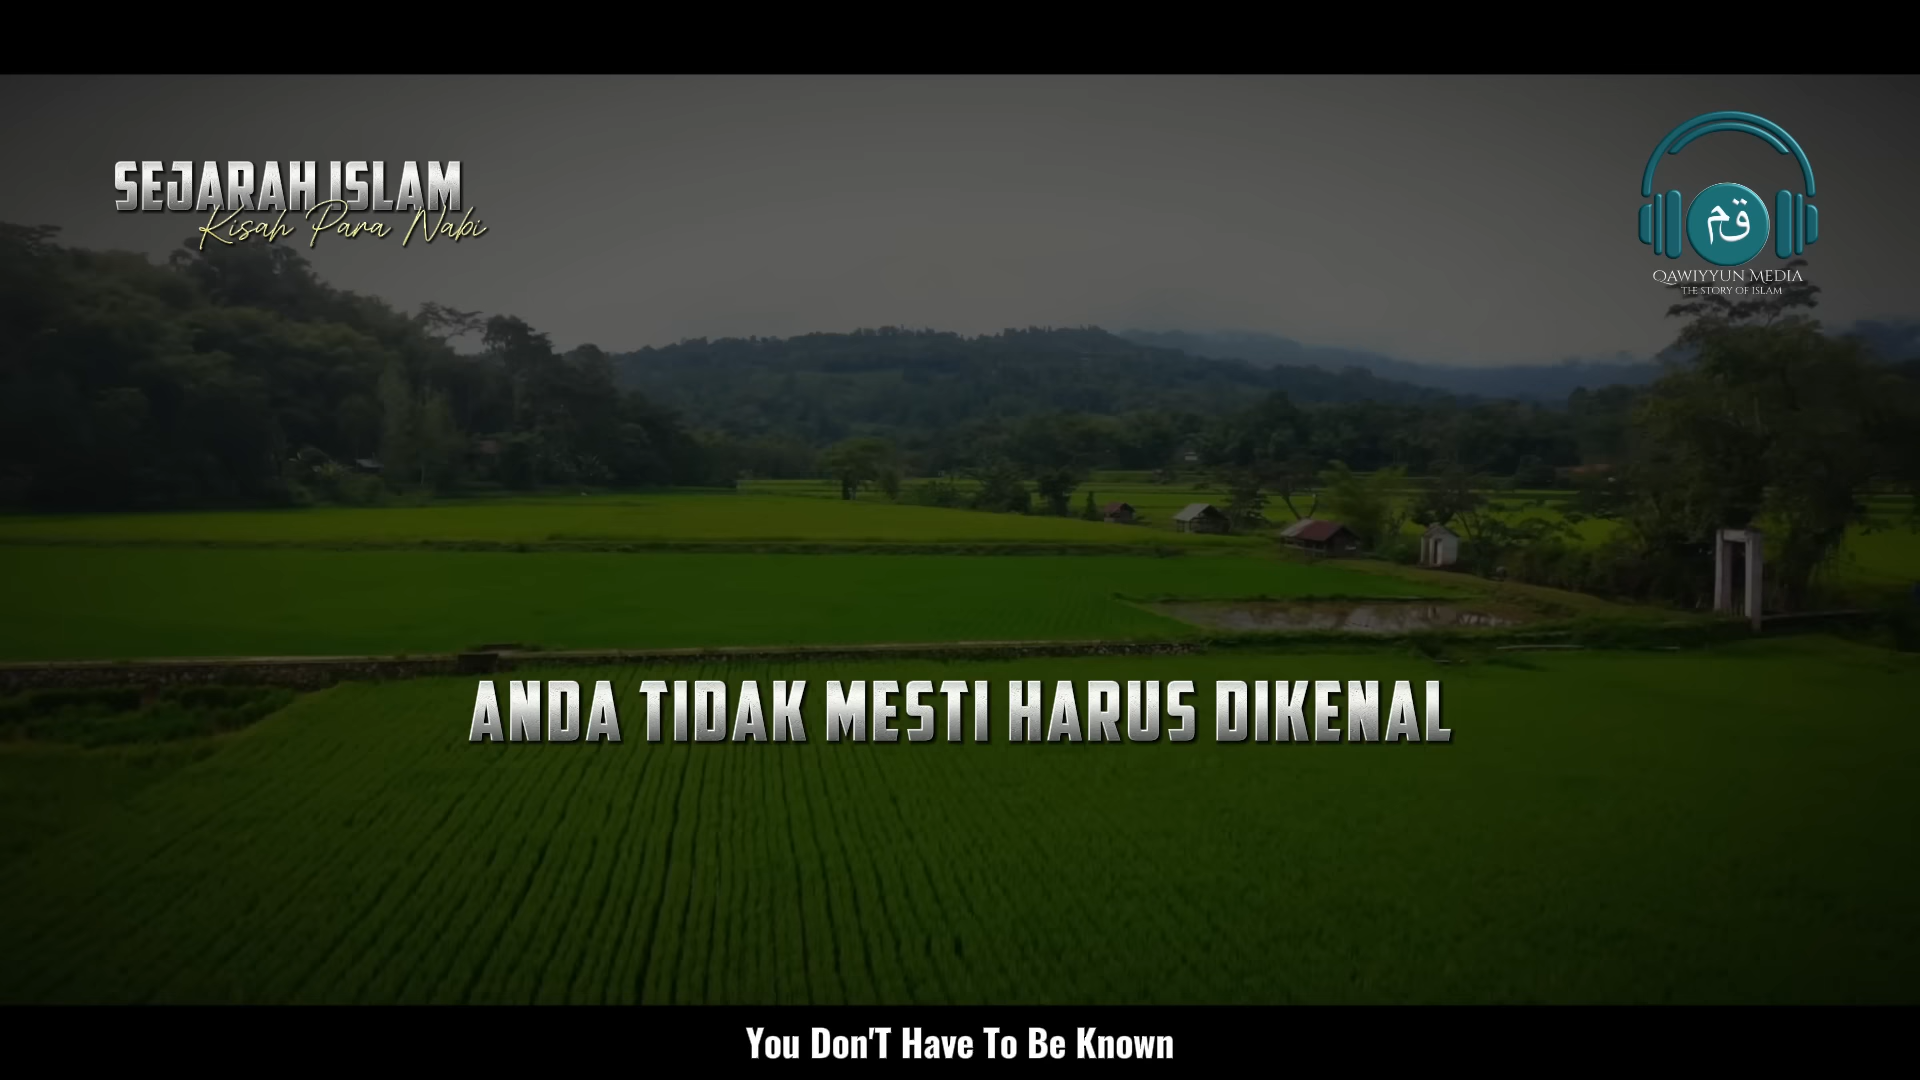 SEJARAH ISLAM
Kisah Para Nabi
قم
QAWIYYUN MEDIA
THE STORY OF ISLAM
ANDA TIDAK MESTI HARUS DIKENAL
You Don'T Have To Be Known